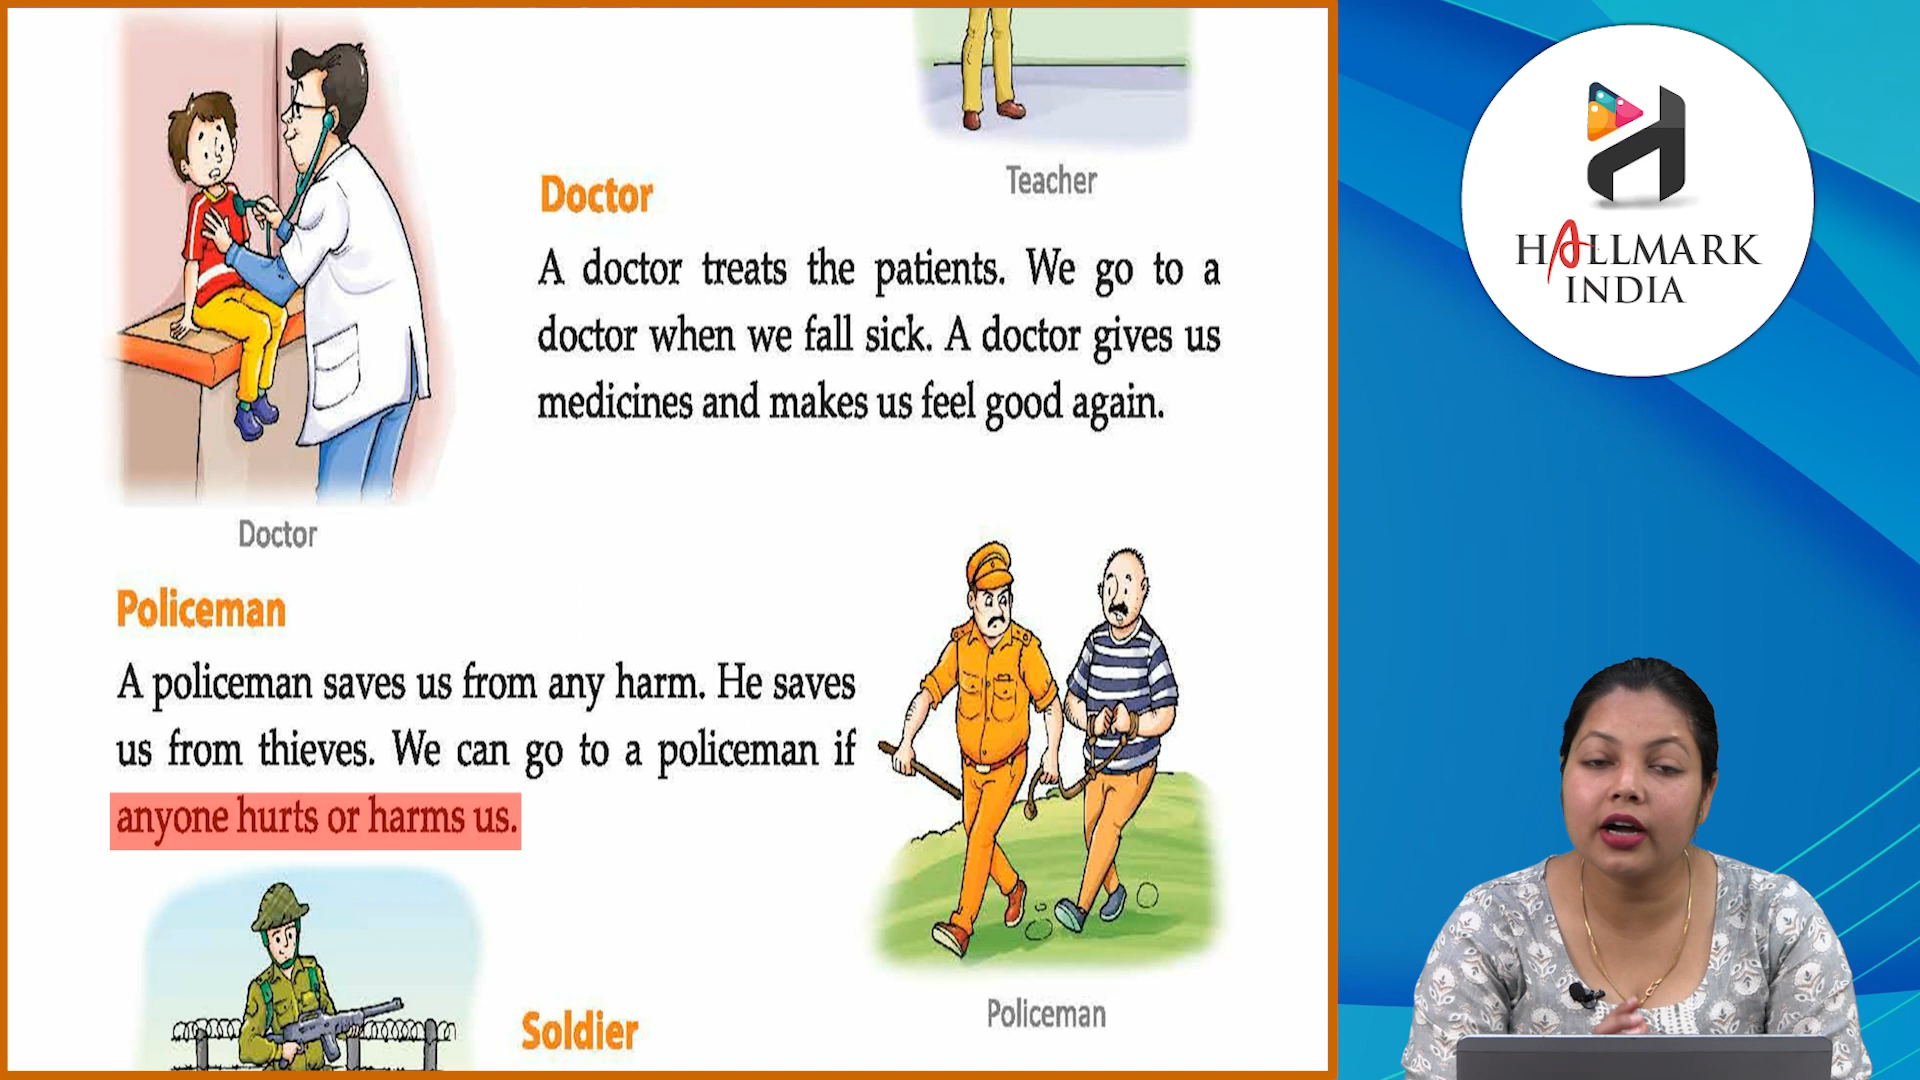 Teacher
Doctor
A doctor treats the patients. We go to a
doctor when we fall sick. A doctor gives us
medicines and makes us feel good again.
Doctor
Policeman
A policeman saves us from any harm. He saves
us from thieves. We can go to a policeman if
anyone hurts or harms us.
Policeman
Soldier
HALLMARK
INDIA